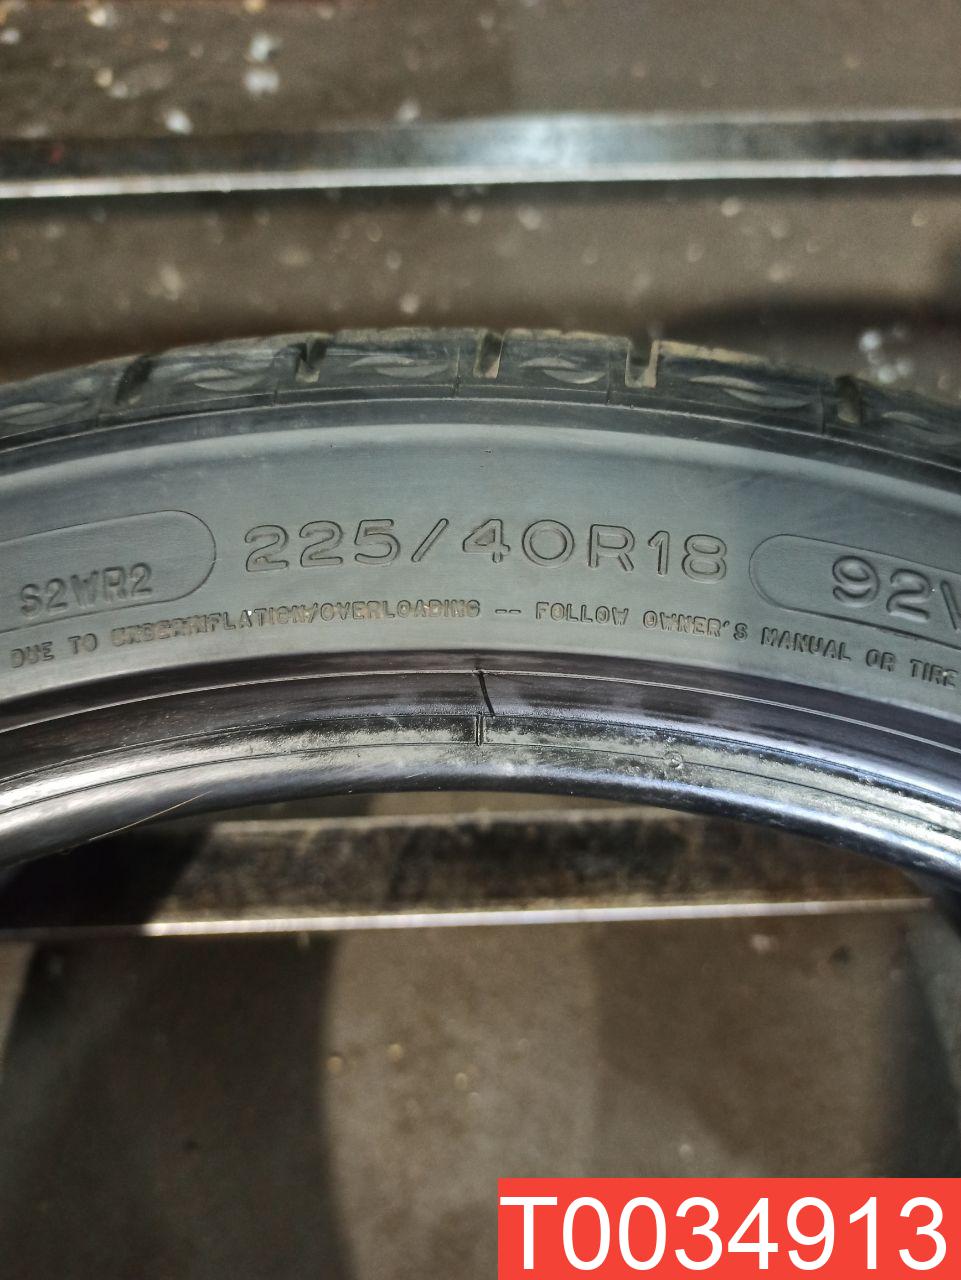 S2WR2 225/40R18 92
DUE TO UNDERINFLATION/OVERLOADING -- FOLLOW OWNER'S MANUAL OR TIRE
T0034913